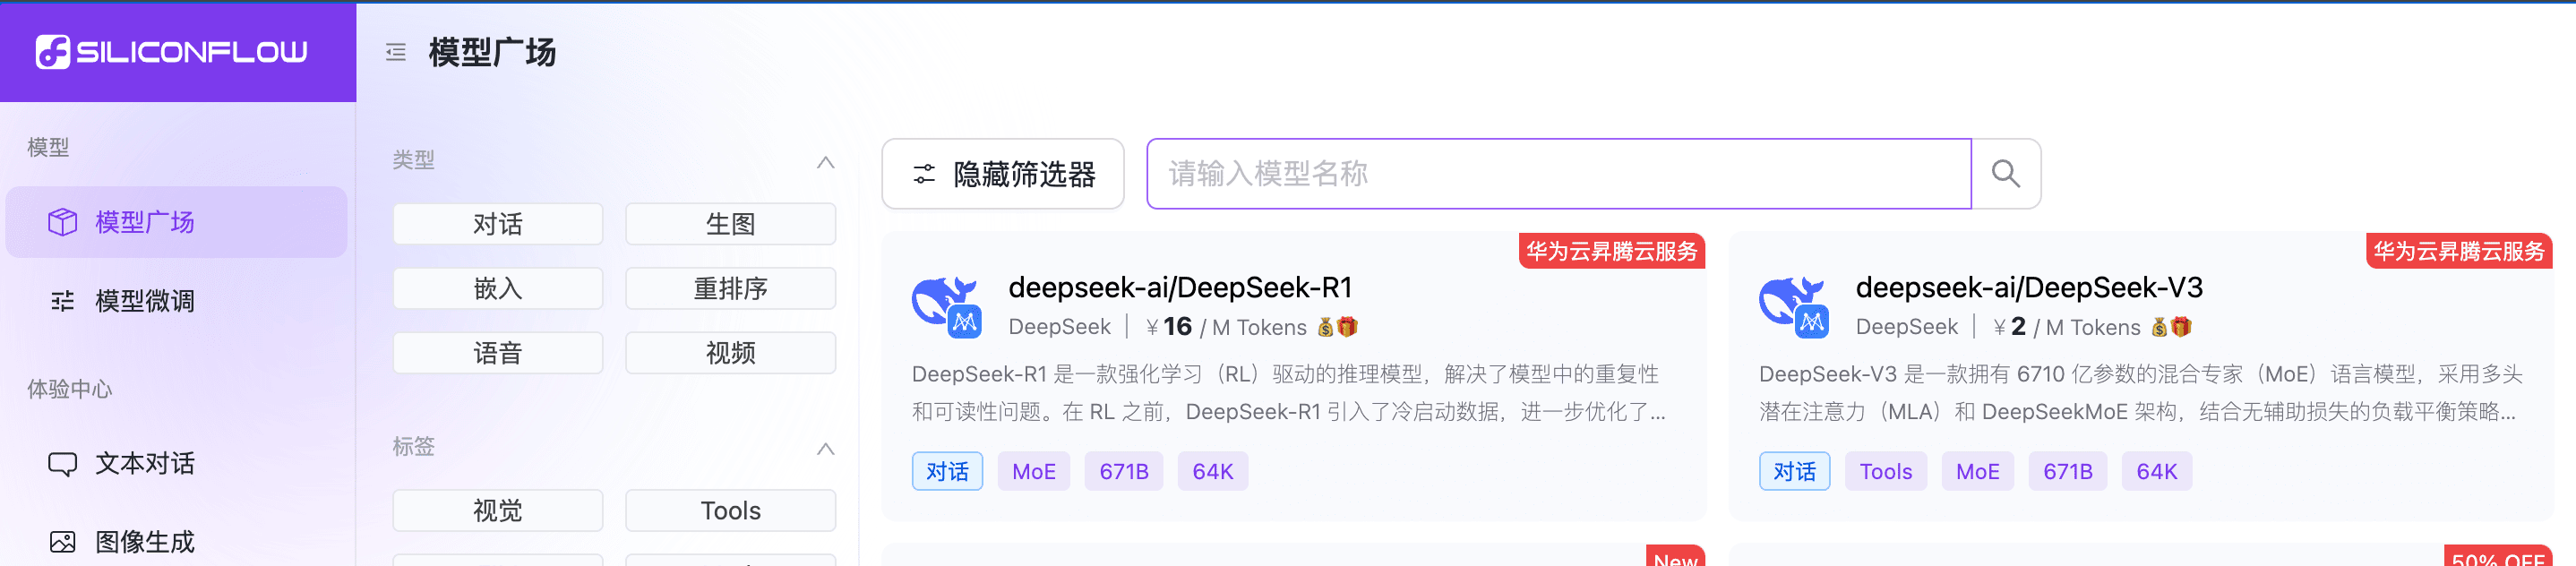 SILICONFLOW
模型广场
模型
模型广场
模型微调
体验中心
文本对话
图像生成
类型
对话
生图
嵌入
重排序
语音
视频
标签
视觉
Tools
隐藏筛选器
请输入模型名称
华为云昇腾云服务
deepseek-ai/DeepSeek-R1
DeepSeek | ¥ 16 / M Tokens 💰🎁
DeepSeek-R1 是一款强化学习（RL）驱动的推理模型，解决了模型中的重复性
和可读性问题。在 RL 之前，DeepSeek-R1 引入了冷启动数据，进一步优化了...
对话 MoE 671B 64K
华为云昇腾云服务
deepseek-ai/DeepSeek-V3
DeepSeek | ¥ 2 / M Tokens 💰🎁
DeepSeek-V3 是一款拥有 6710 亿参数的混合专家（MoE）语言模型，采用多头
潜在注意力（MLA）和 DeepSeekMoE 架构，结合无辅助损失的负载平衡策略...
对话 Tools MoE 671B 64K
New
50% OFF